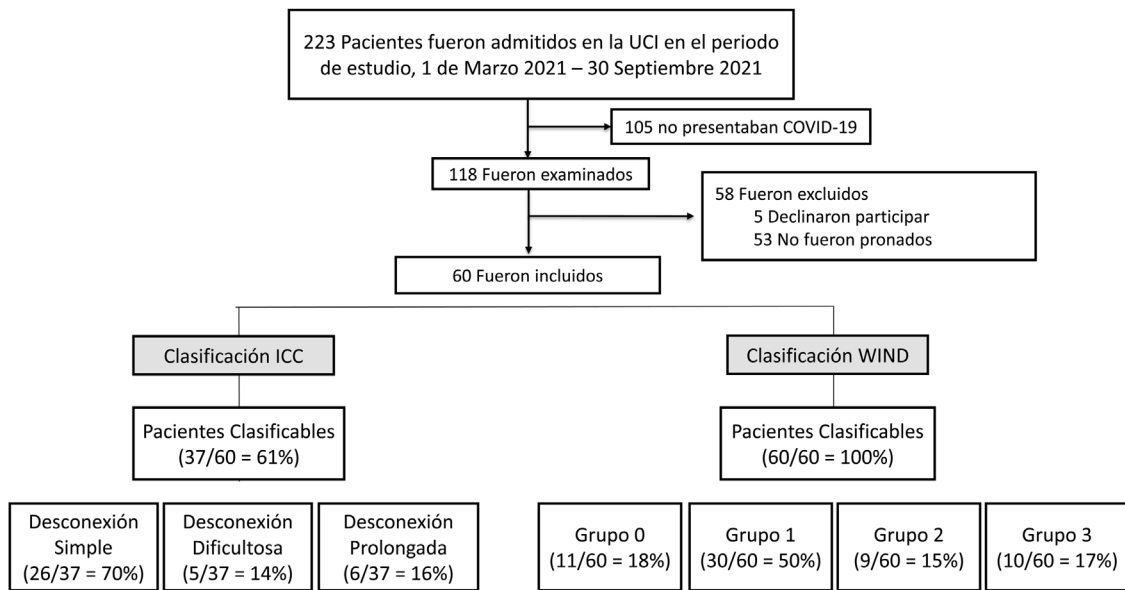 223 Pacientes fueron admitidos en la UCI en el periodo
de estudio, 1 de Marzo 2021 – 30 Septiembre 2021
105 no presentaban COVID-19
118 Fueron examinados
58 Fueron excluidos
5 Declinaron participar
53 No fueron pronados
60 Fueron incluidos
Clasificación ICC
Clasificación WIND
Pacientes Clasificables
(37/60 = 61%)
Pacientes Clasificables
(60/60 = 100%)
Desconexión
Simple
(26/37 = 70%)
Desconexión
Dificultosa
(5/37 = 14%)
Desconexión
Prolongada
(6/37 = 16%)
Grupo 0
(11/60 = 18%)
Grupo 1
(30/60 = 50%)
Grupo 2
(9/60 = 15%)
Grupo 3
(10/60 = 17%)